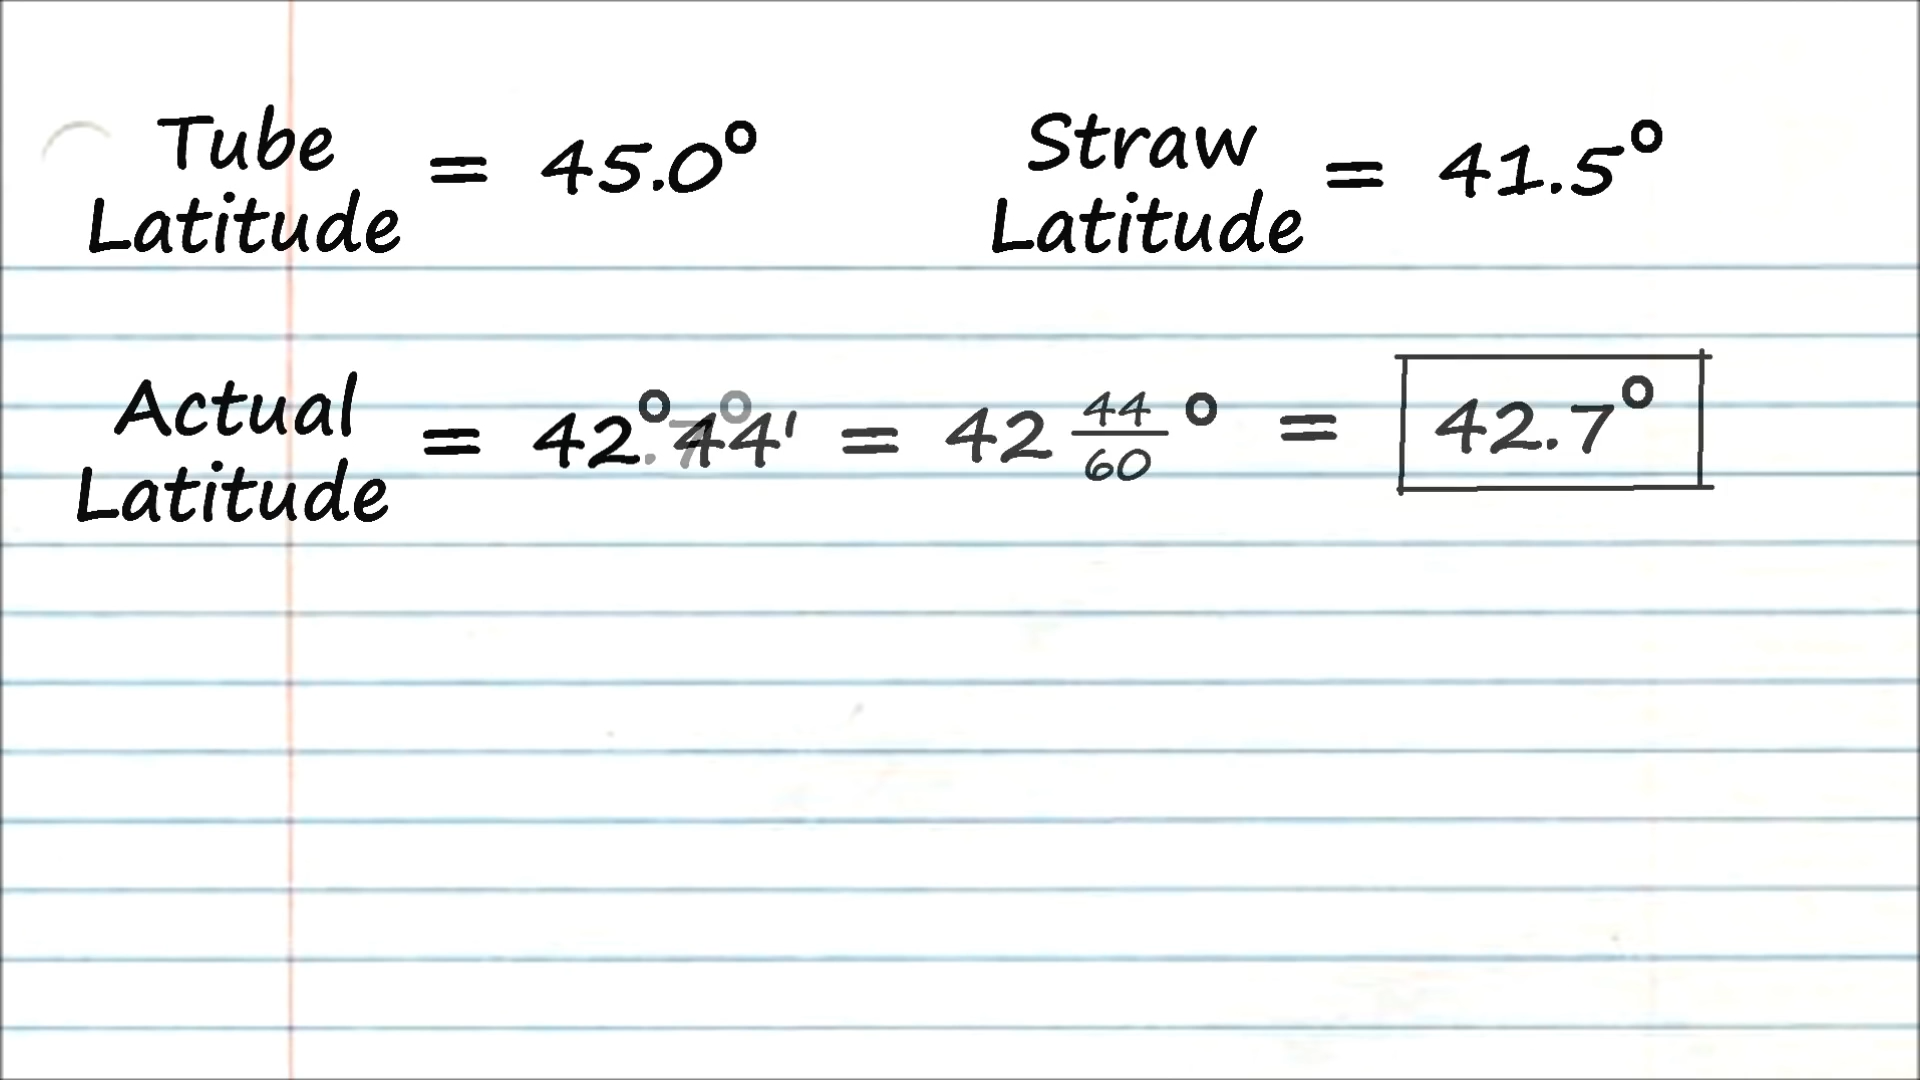 Tube Latitude = 45.0°
Straw Latitude = 41.5°
Actual Latitude = 42°44' = 42 44/60 ° = 42.7°